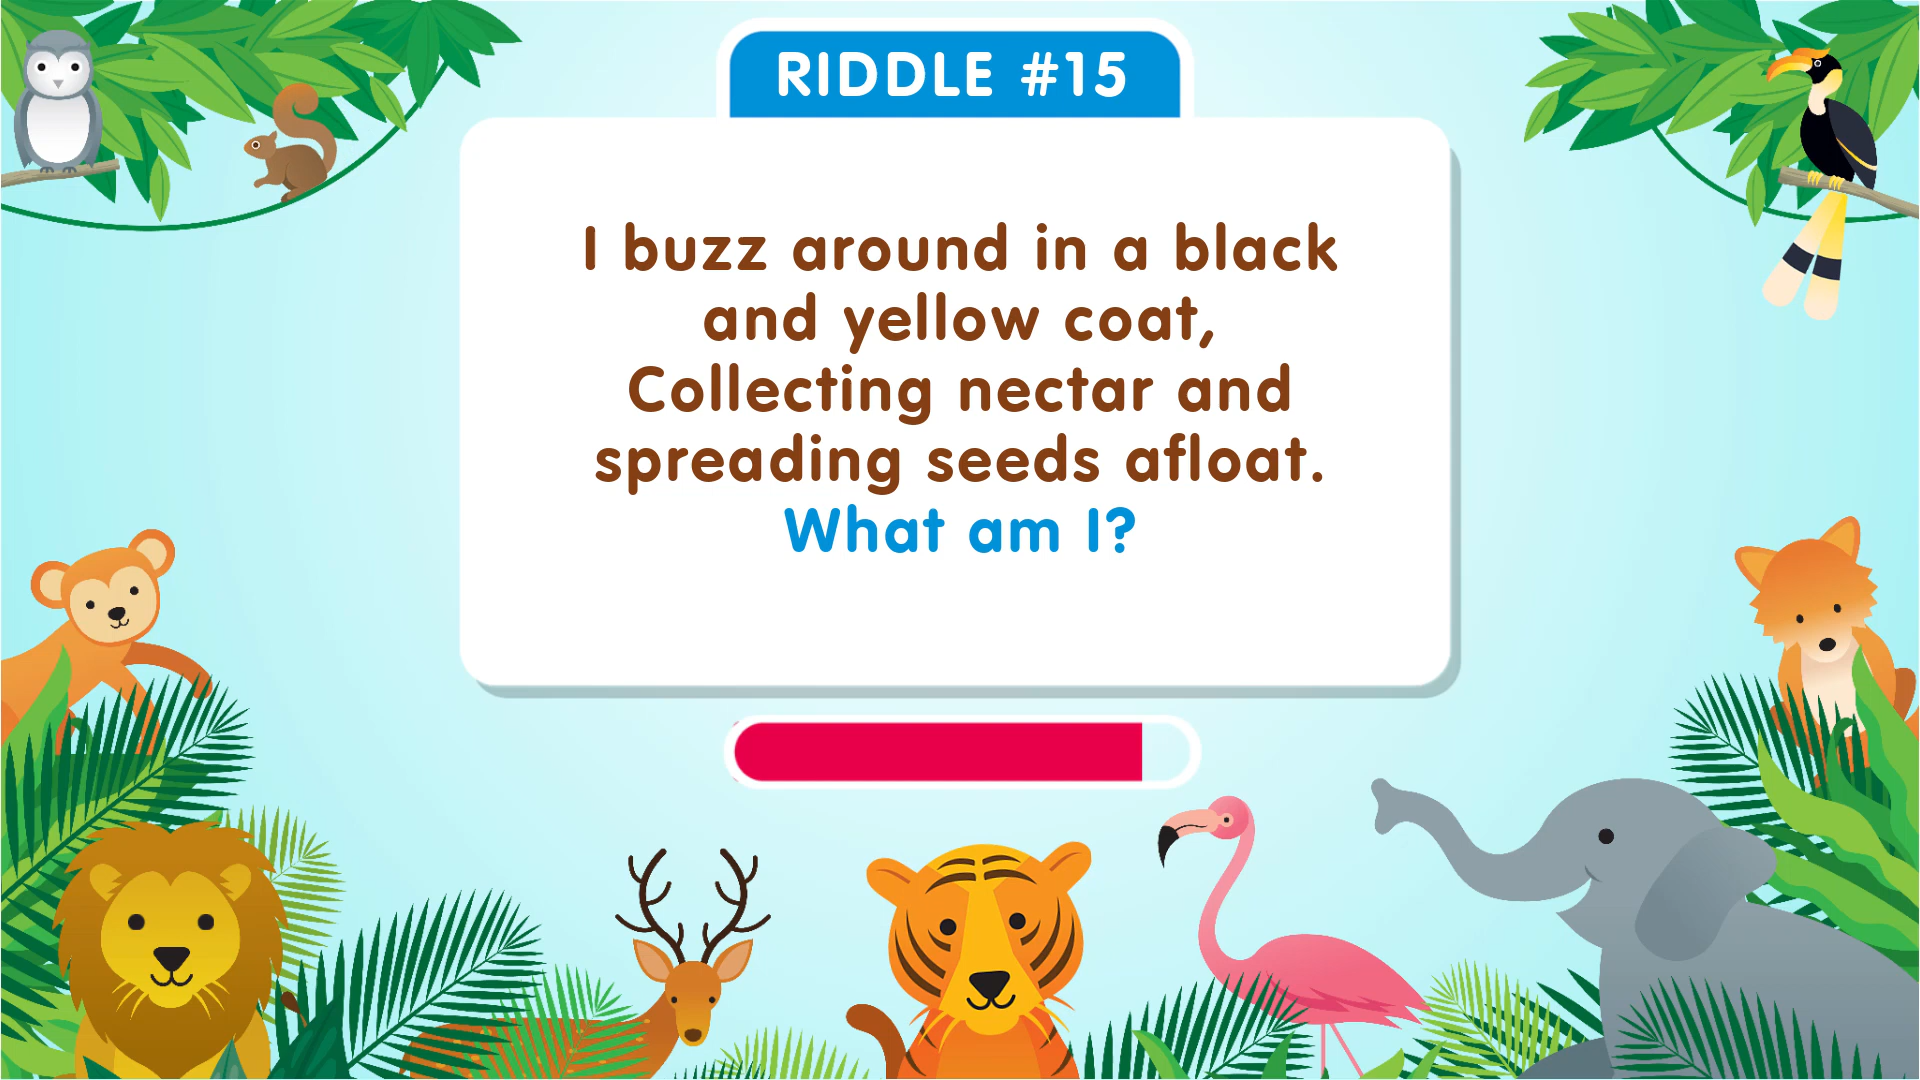 RIDDLE #15
I buzz around in a black
and yellow coat,
Collecting nectar and
spreading seeds afloat.
What am I?